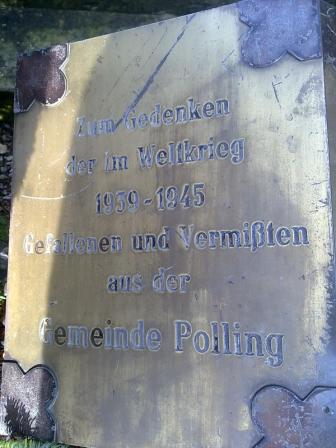 Zum Gedenken
der im Weltkrieg
1939-1945
Gefallenen und Vermißten
aus der
Gemeinde Polling